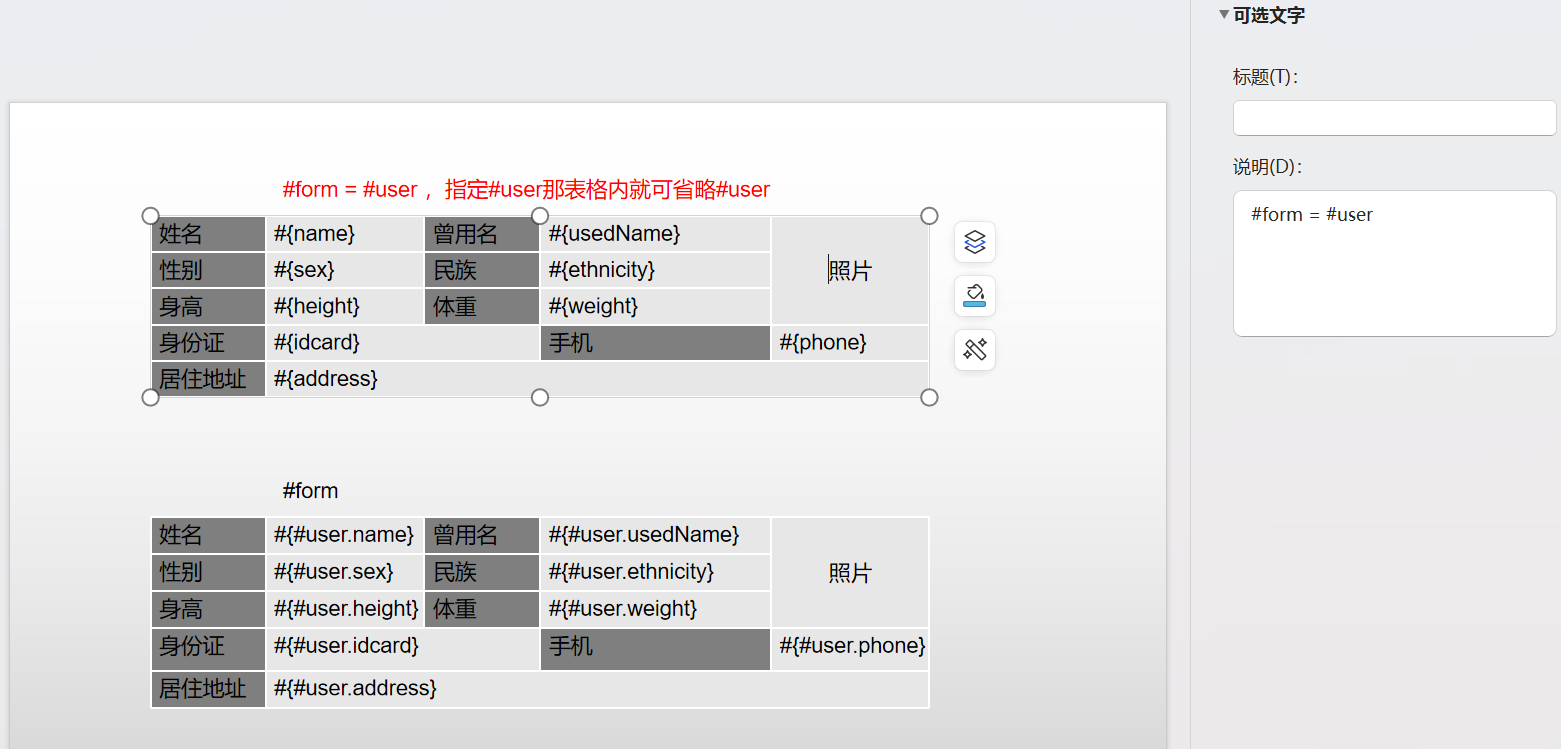 可选文字
标题(T)：
说明(D)：
#form = #user
#form = #user ，指定#user那表格内就可省略#user
姓名 #{name} 曾用名 #{usedName} 照片
性别 #{sex} 民族 #{ethnicity}
身高 #{height} 体重 #{weight}
身份证 #{idcard} 手机 #{phone}
居住地址 #{address}
#form
姓名 #{#user.name} 曾用名 #{#user.usedName} 照片
性别 #{#user.sex} 民族 #{#user.ethnicity}
身高 #{#user.height} 体重 #{#user.weight}
身份证 #{#user.idcard} 手机 #{#user.phone}
居住地址 #{#user.address}